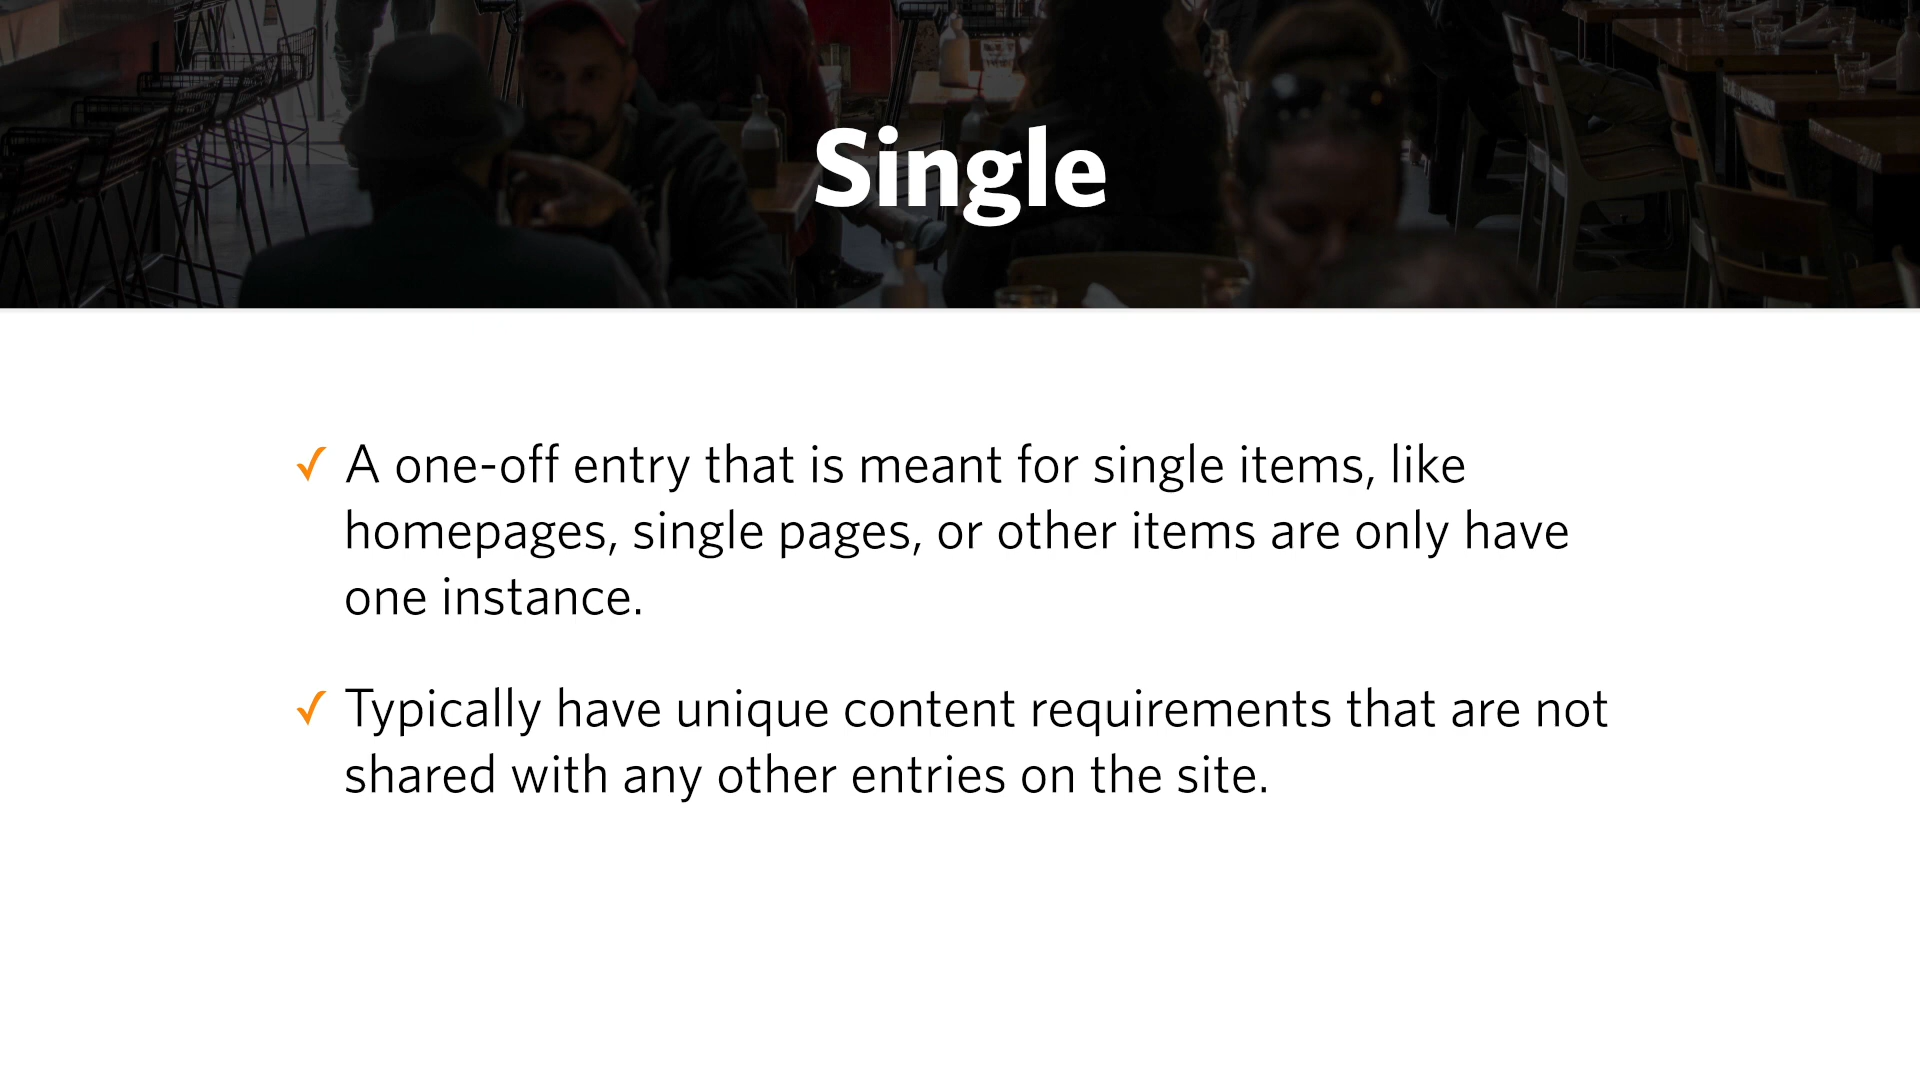 Single
✓ A one-off entry that is meant for single items, like
homepages, single pages, or other items are only have
one instance.
✓ Typically have unique content requirements that are not
shared with any other entries on the site.